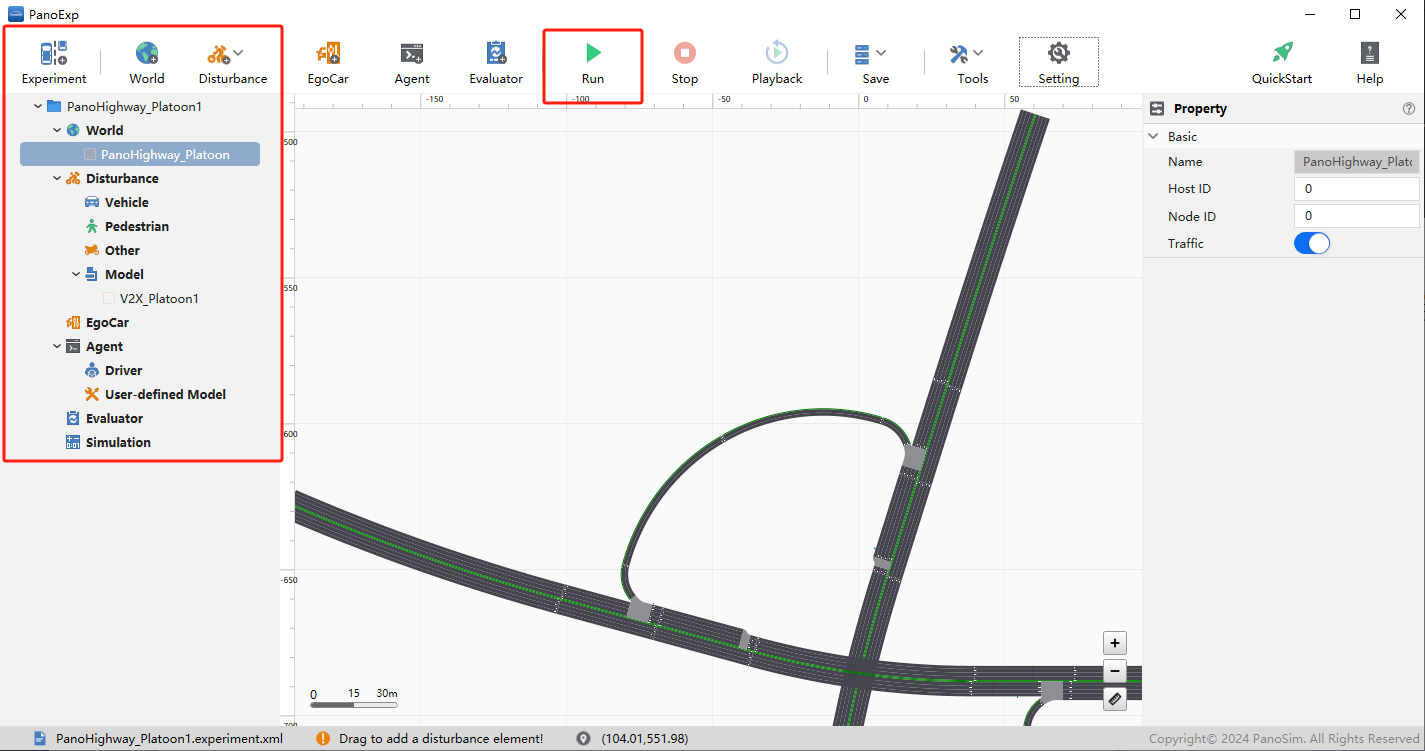 PanoExp
Experiment
World
Disturbance
EgoCar
Agent
Evaluator
Run
Stop
Playback
Save
Tools
Setting
QuickStart
Help
PanoHighway_Platoon1
World
PanoHighway_Platoon
Disturbance
Vehicle
Pedestrian
Other
Model
V2X_Platoon1
EgoCar
Agent
Driver
User-defined Model
Evaluator
Simulation
-150
-100
-50
0
50
500
550
600
-650
0 15 30m
+
−
Property
Basic
Name PanoHighway_Plato
Host ID 0
Node ID 0
Traffic
PanoHighway_Platoon1.experiment.xml
Drag to add a disturbance element!
(104.01,551.98)
Copyright© 2024 PanoSim. All Rights Reserved